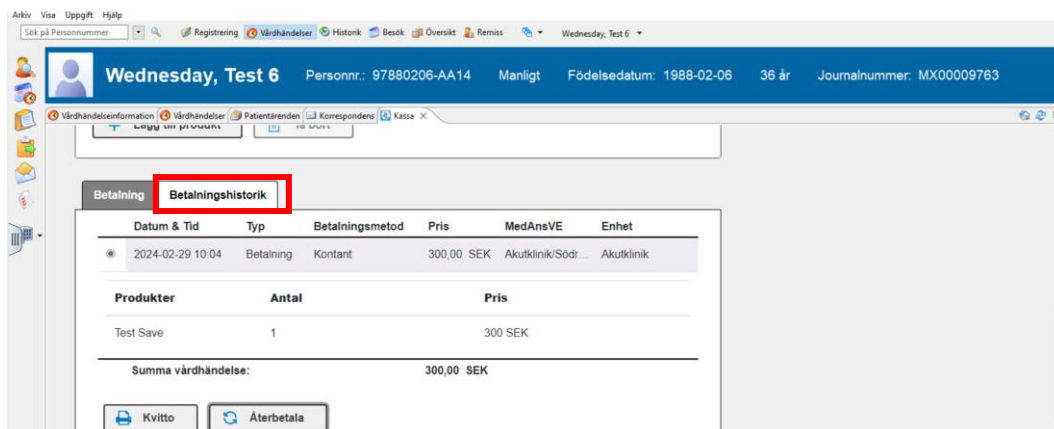 Arkiv Visa Uppgift Hjälp
Sök på Personnummer Registrering Vårdhändelser Historik Besök Översikt Remiss Wednesday, Test 6
Wednesday, Test 6 Personnr.: 97880206-AA14 Manligt Födelsedatum: 1988-02-06 36 år Journalnummer: MX00009763
Vårdhändelseinformation Vårdhändelser Patientärenden Korrespondens Kassa
Lägg till produkt Ta bort
Betalning Betalningshistorik
Datum & Tid Typ Betalningsmetod Pris MedAnsVE Enhet
2024-02-29 10:04 Betalning Kontant 300,00 SEK Akutklinik/Södr... Akutklinik
Produkter Antal Pris
Test Save 1 300 SEK
Summa vårdhändelse: 300,00 SEK
Kvitto Återbetala